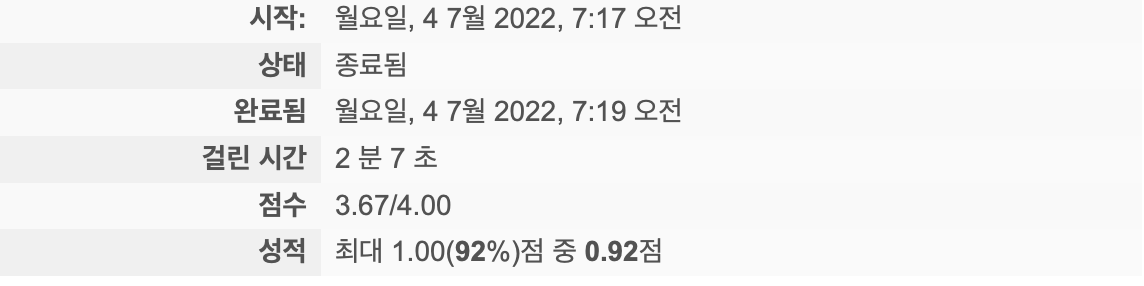 시작: 월요일, 4 7월 2022, 7:17 오전
상태 종료됨
완료됨 월요일, 4 7월 2022, 7:19 오전
걸린 시간 2 분 7 초
점수 3.67/4.00
성적 최대 1.00(92%)점 중 0.92점